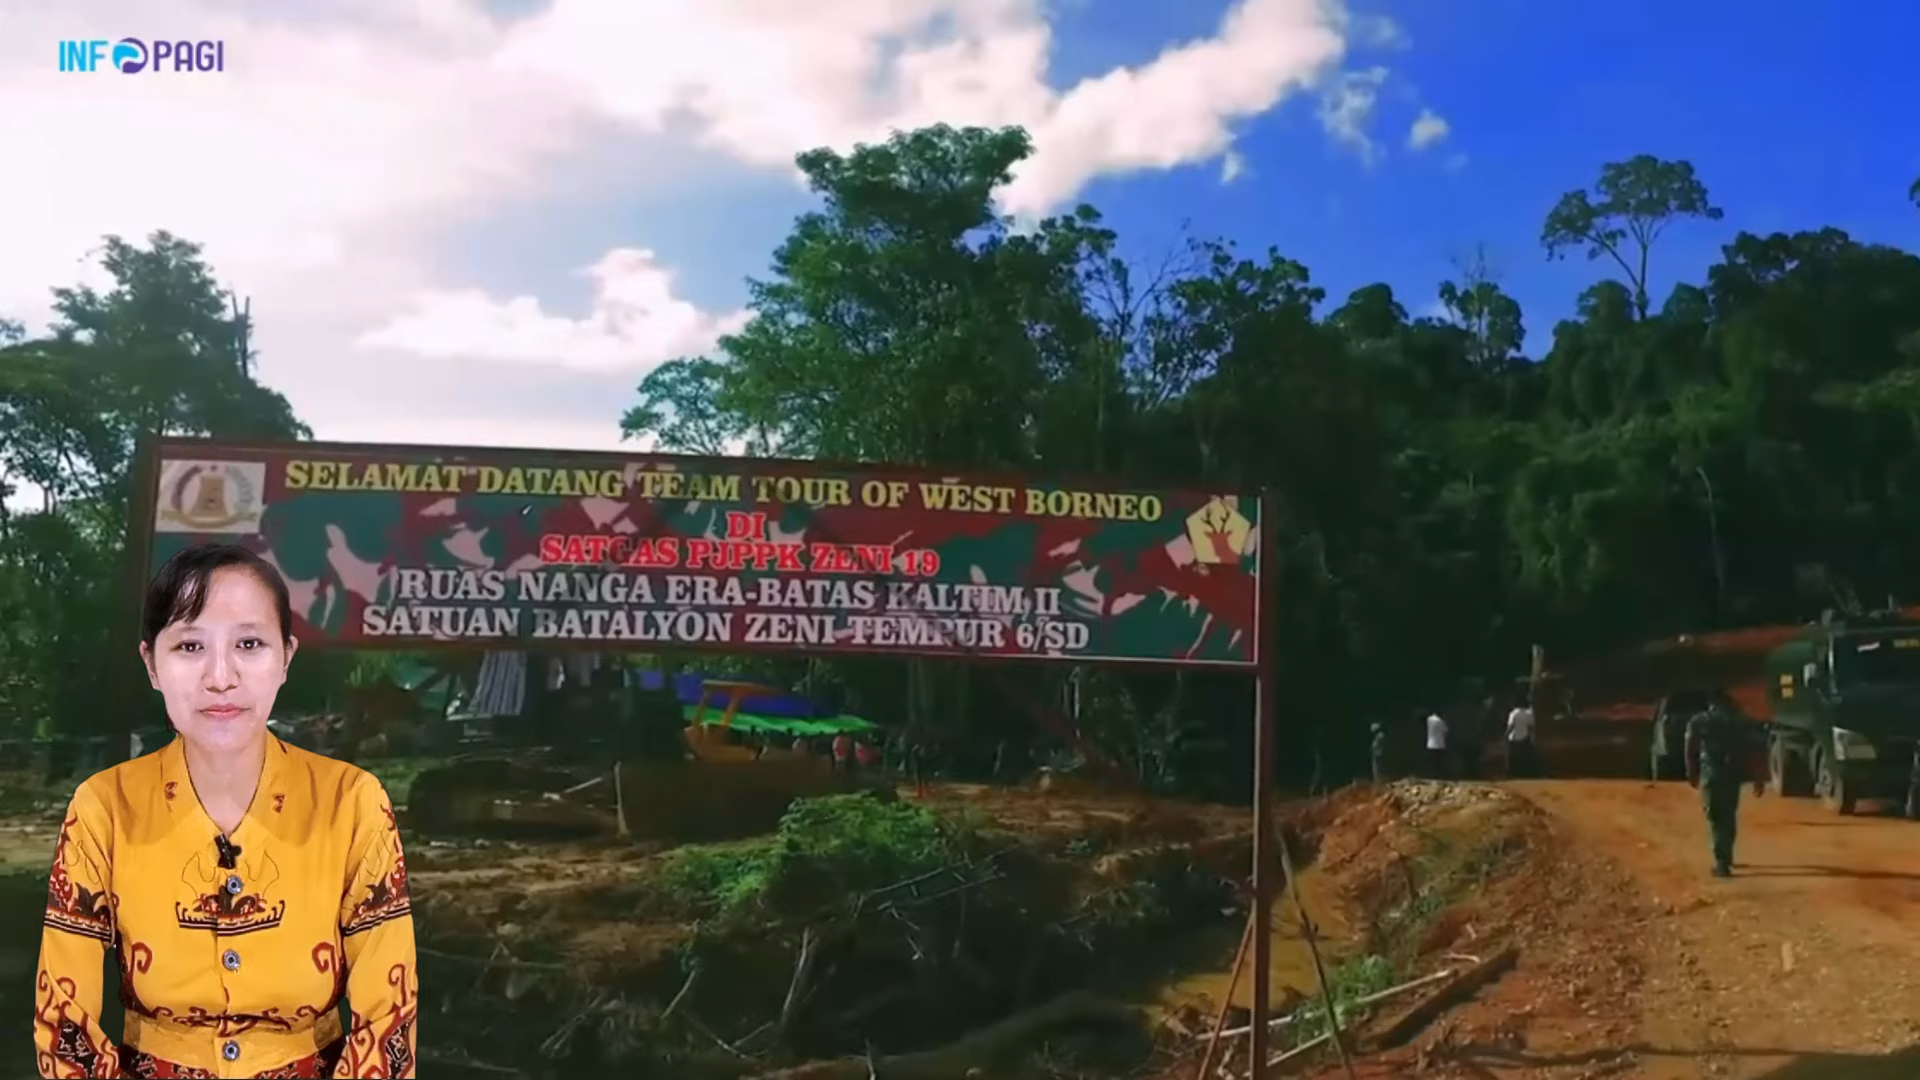 INFOPAGI
SELAMAT DATANG TEAM TOUR OF WEST BORNEO
DI
SATGAS PJPPK ZENI 19
RUAS NANGA ERA-BATAS KALTIM II
SATUAN BATALYON ZENI TEMPUR 6/SD